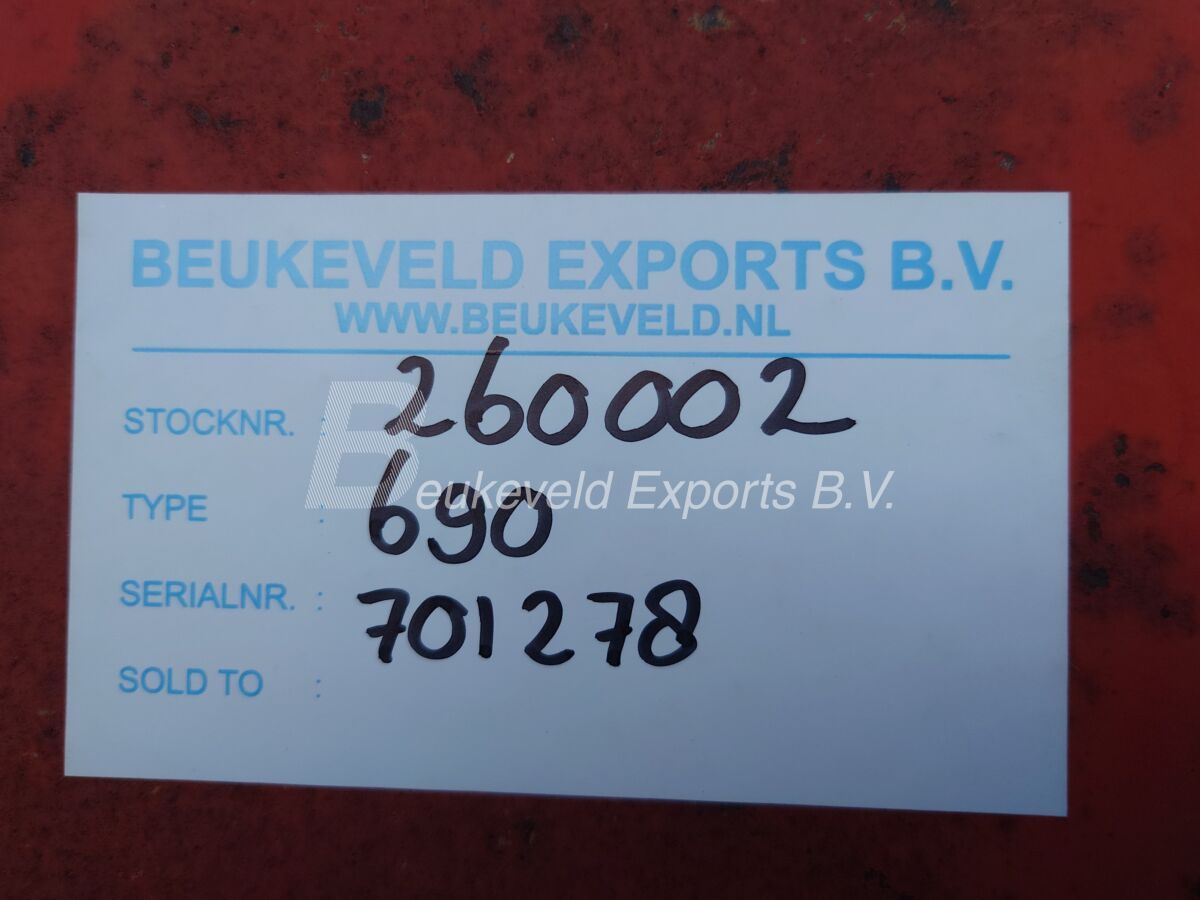 BEUKEVELD EXPORTS B.V.
WWW.BEUKEVELD.NL
STOCKNR. : 260002
Beukeveld Exports B.V.
TYPE : 690
SERIALNR. : 701278
SOLD TO :